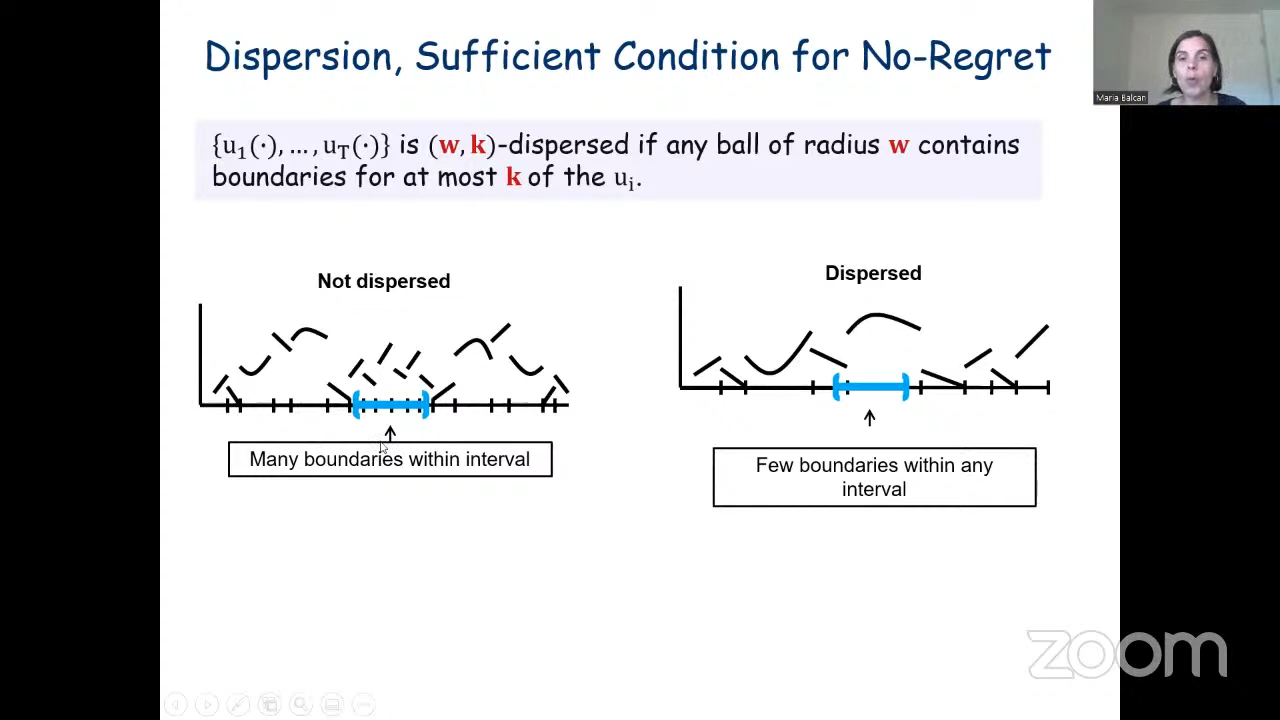 Dispersion, Sufficient Condition for No-Regret
Maria Balcan
{u₁(·), …, u_T(·)} is (w, k)-dispersed if any ball of radius w contains
boundaries for at most k of the uᵢ.
Not dispersed
Dispersed
Many boundaries within interval
Few boundaries within any
interval
zoom